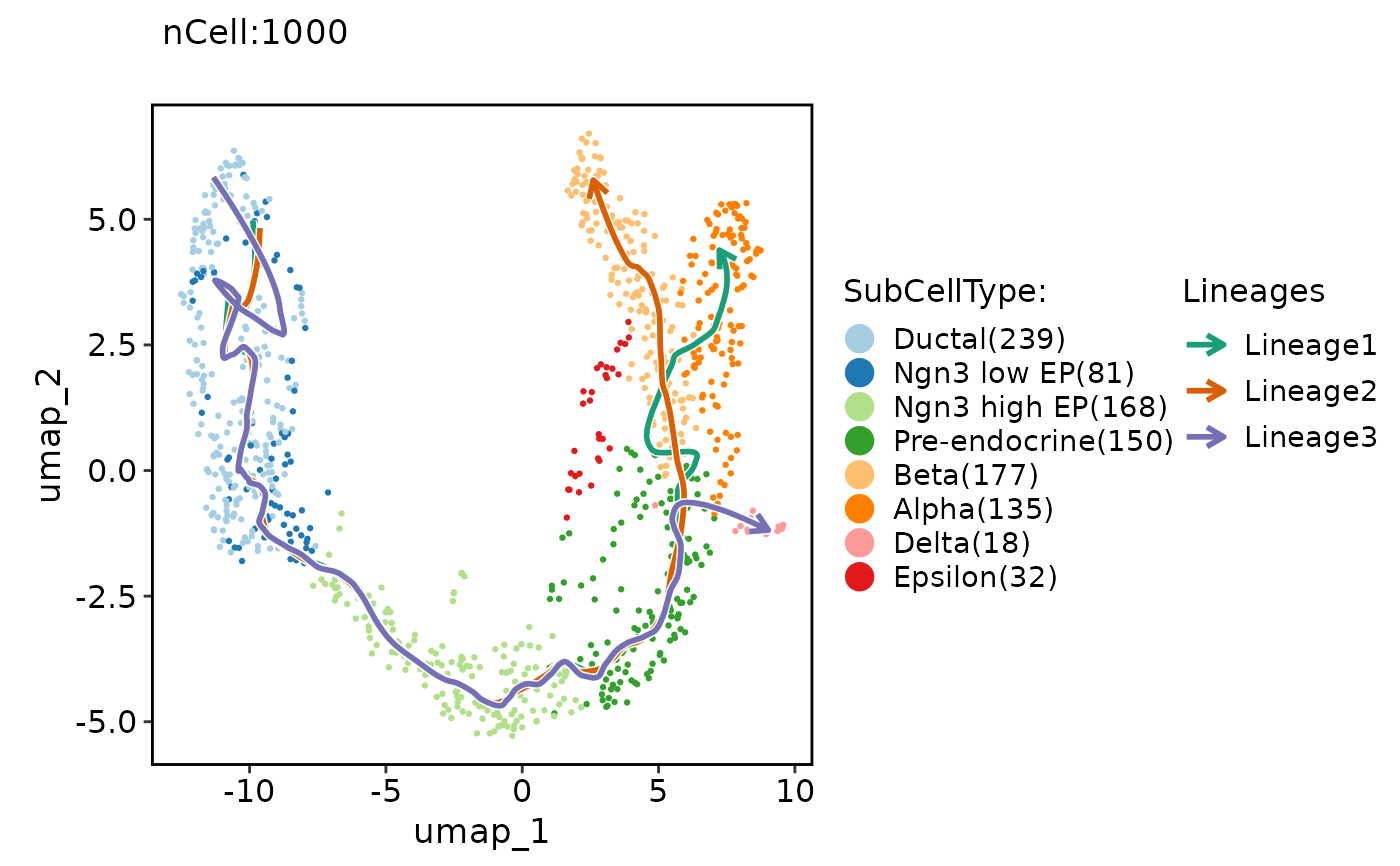 nCell:1000
umap_2
5.0
2.5
0.0
-2.5
-5.0
-10
-5
0
5
10
umap_1
SubCellType:
Ductal(239)
Ngn3 low EP(81)
Ngn3 high EP(168)
Pre-endocrine(150)
Beta(177)
Alpha(135)
Delta(18)
Epsilon(32)
Lineages
Lineage1
Lineage2
Lineage3